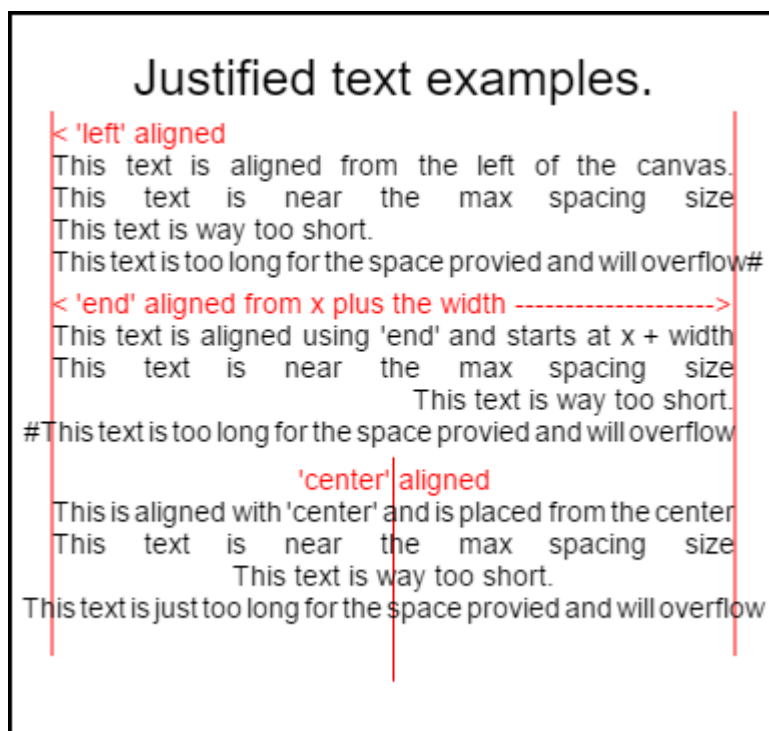 Justified text examples.
< 'left' aligned
This text is aligned from the left of the canvas.
This text is near the max spacing size
This text is way too short.
This text is too long for the space provied and will overflow#
< 'end' aligned from x plus the width -------------------->
This text is aligned using 'end' and starts at x + width
This text is near the max spacing size
This text is way too short.
#This text is too long for the space provied and will overflow
'center' aligned
This is aligned with 'center' and is placed from the center
This text is near the max spacing size
This text is way too short.
This text is just too long for the space provied and will overflow